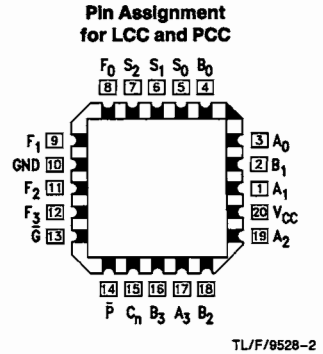 Pin Assignment
for LCC and PCC
F0 S2 S1 S0 B0
8 7 6 5 4
F1 9
GND 10
F2 11
F3 12
G̅ 13
3 A0
2 B1
1 A1
20 VCC
19 A2
14 15 16 17 18
P̅ Cn B3 A3 B2
TL/F/9528-2